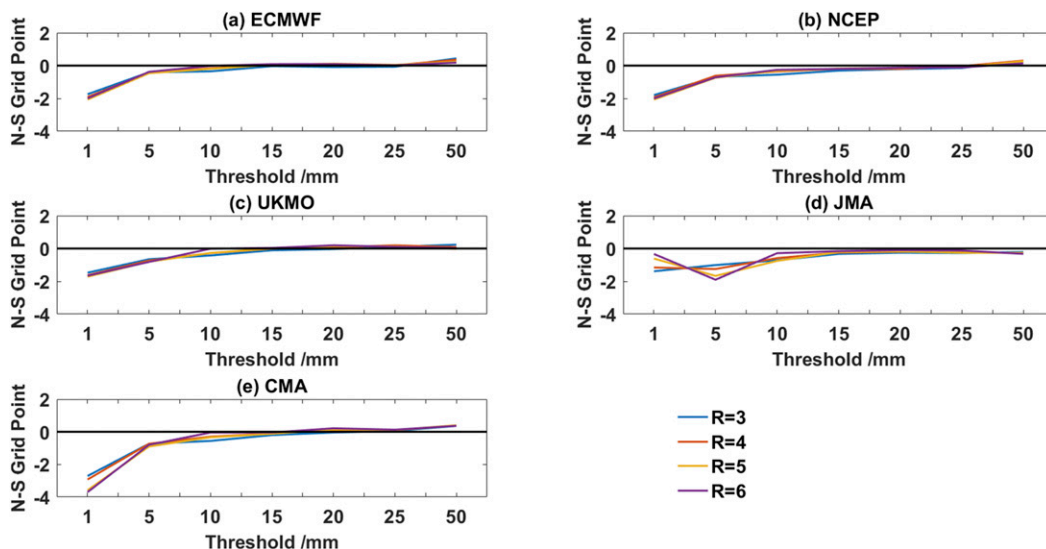 (a) ECMWF
N-S Grid Point
2
0
-2
-4
1 5 10 15 20 25 50
Threshold /mm
(b) NCEP
N-S Grid Point
2
0
-2
-4
1 5 10 15 20 25 50
Threshold /mm
(c) UKMO
N-S Grid Point
2
0
-2
-4
1 5 10 15 20 25 50
Threshold /mm
(d) JMA
N-S Grid Point
2
0
-2
-4
1 5 10 15 20 25 50
Threshold /mm
(e) CMA
N-S Grid Point
2
0
-2
-4
1 5 10 15 20 25 50
Threshold /mm
R=3
R=4
R=5
R=6